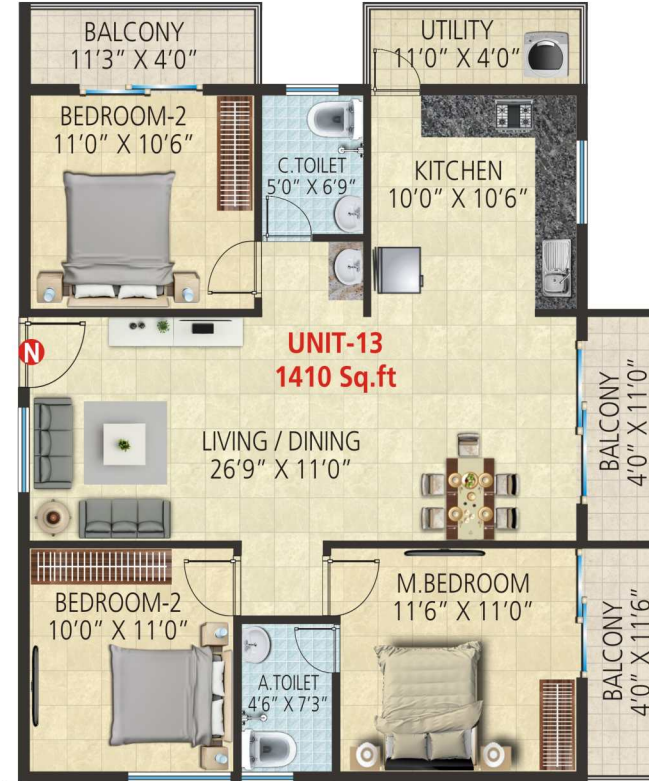 BALCONY
11'3" X 4'0"
UTILITY
11'0" X 4'0"
BEDROOM-2
11'0" X 10'6"
C.TOILET
5'0" X 6'9"
KITCHEN
10'0" X 10'6"
N
UNIT-13
1410 Sq.ft
LIVING / DINING
26'9" X 11'0"
BALCONY
4'0" X 11'0"
BEDROOM-2
10'0" X 11'0"
M.BEDROOM
11'6" X 11'0"
A.TOILET
4'6" X 7'3"
BALCONY
4'0" X 11'6"